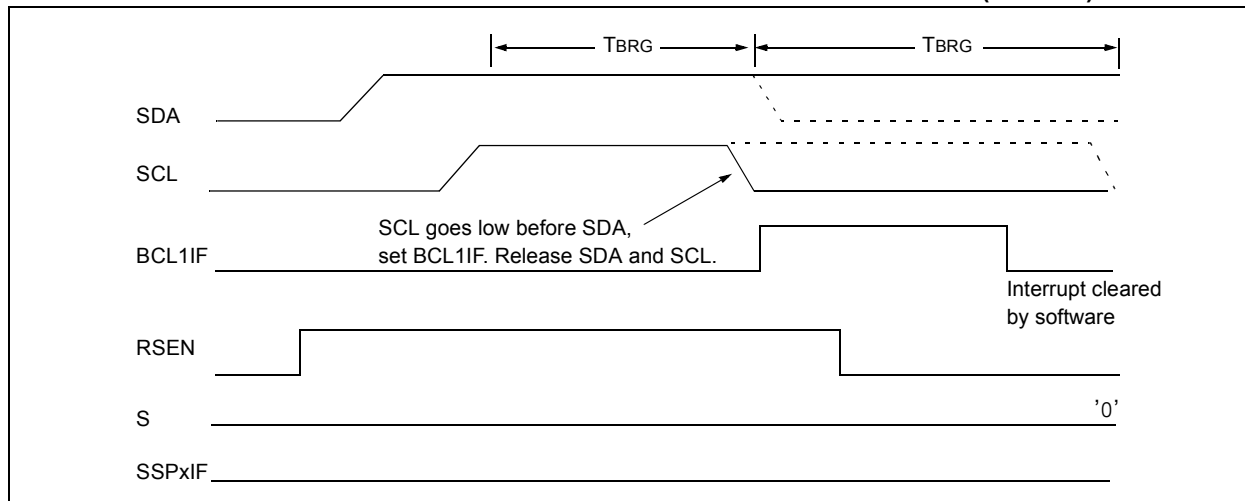 TBRG TBRG
SDA
SCL
SCL goes low before SDA,
set BCL1IF. Release SDA and SCL.
BCL1IF
Interrupt cleared
by software
RSEN
S '0'
SSPxIF